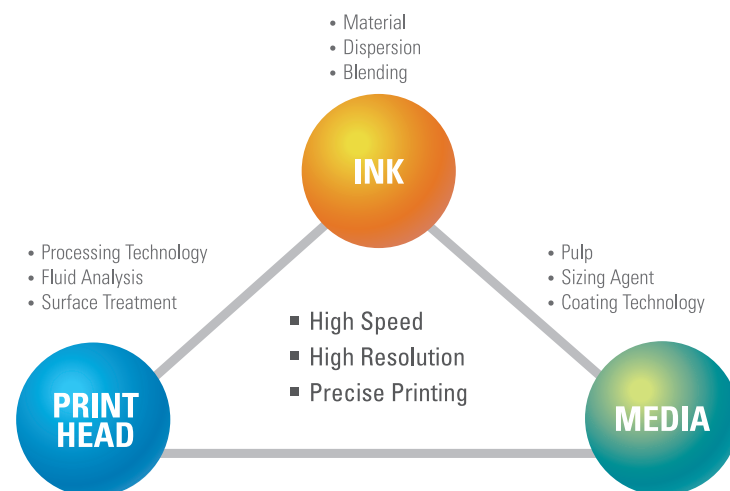 • Material
• Dispersion
• Blending
INK
• Processing Technology
• Fluid Analysis
• Surface Treatment
• Pulp
• Sizing Agent
• Coating Technology
■ High Speed
■ High Resolution
■ Precise Printing
PRINT
HEAD
MEDIA